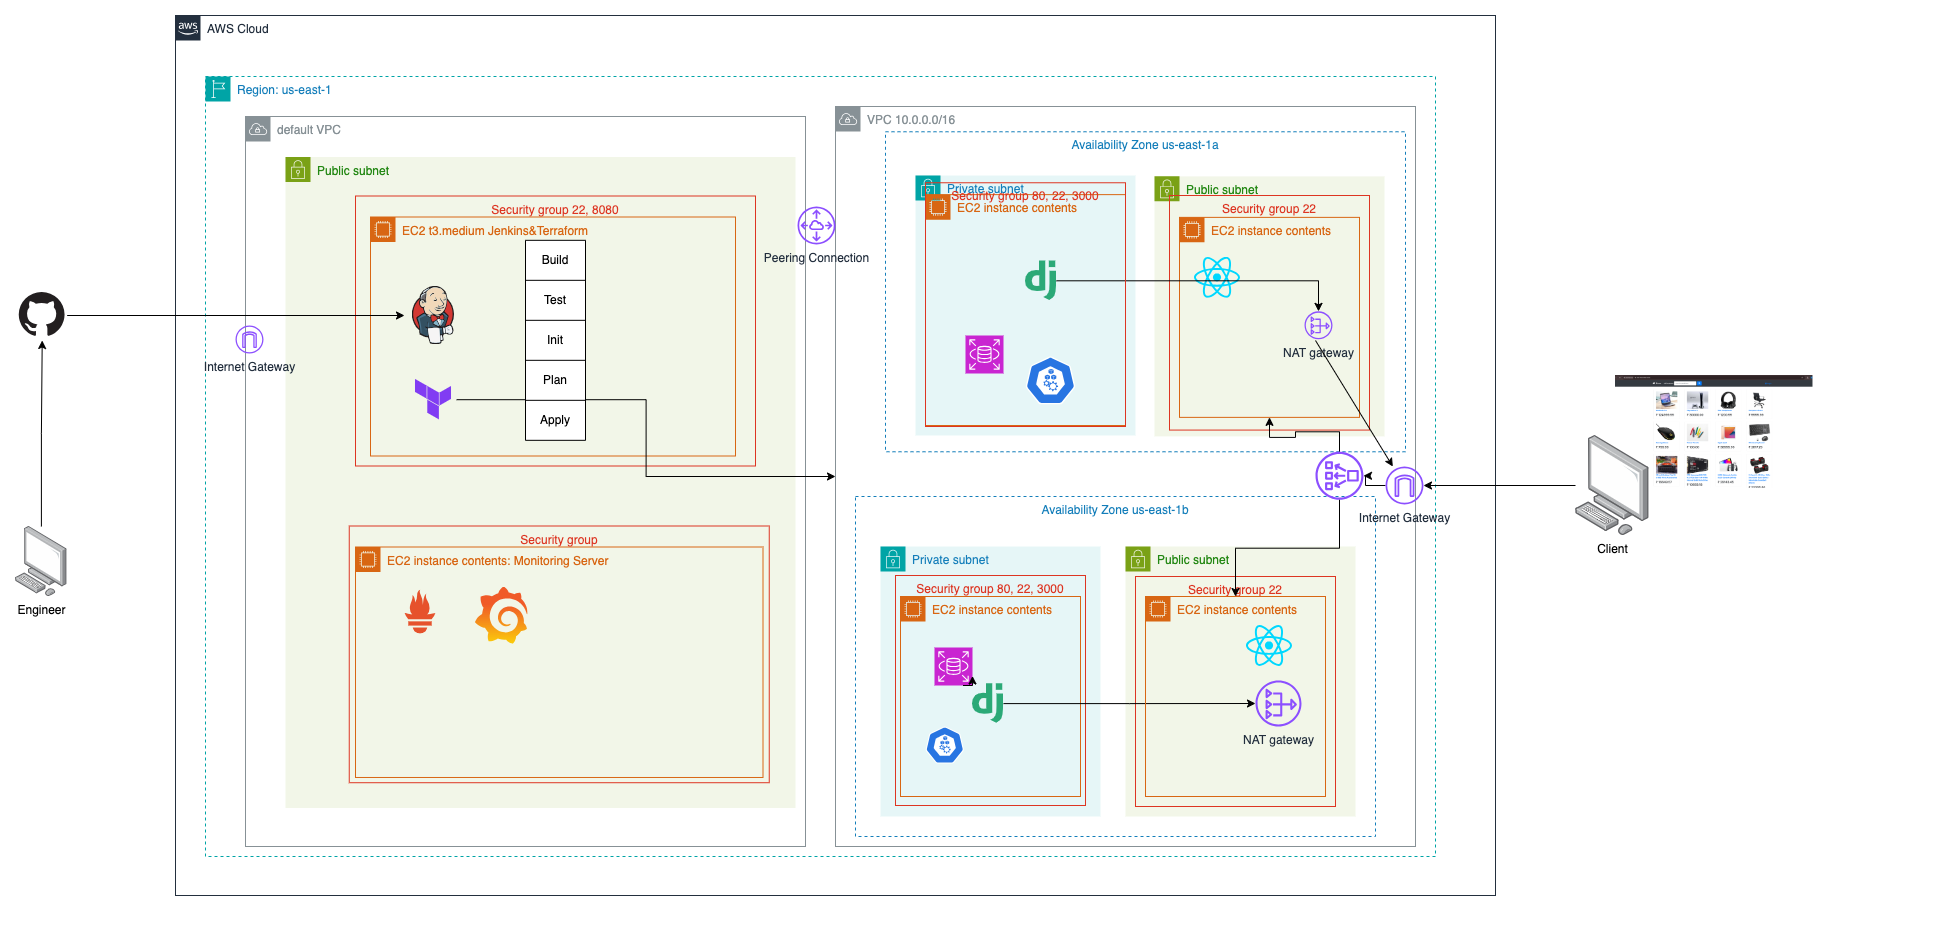 aws
AWS Cloud
Region: us-east-1
default VPC
Public subnet
Security group 22, 8080
EC2 t3.medium Jenkins&Terraform
Build
Test
Init
Plan
Apply
Internet Gateway
Engineer
Security group
EC2 instance contents: Monitoring Server
Peering Connection
VPC 10.0.0.0/16
Availability Zone us-east-1a
Private subnet
Security group 80, 22, 3000
EC2 instance contents
dj
Public subnet
Security group 22
EC2 instance contents
NAT gateway
Internet Gateway
Availability Zone us-east-1b
Private subnet
Security group 80, 22, 3000
EC2 instance contents
dj
Public subnet
Security group 22
EC2 instance contents
NAT gateway
Client